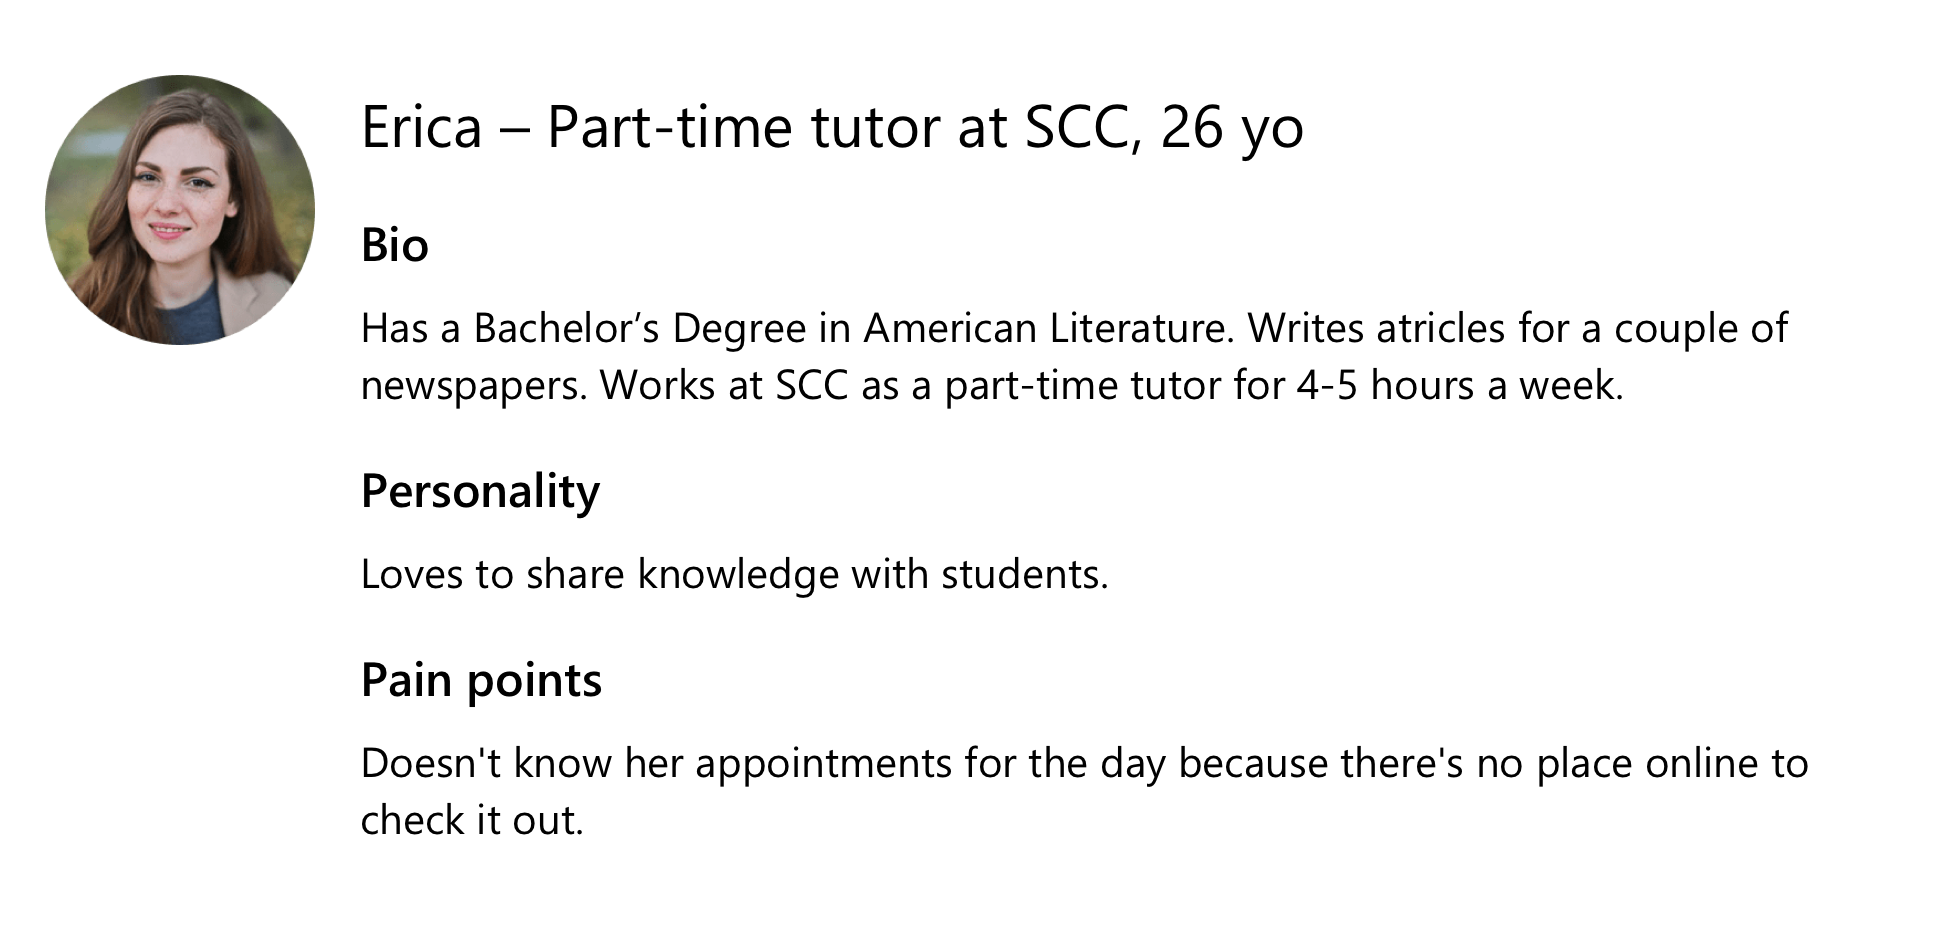 Erica – Part-time tutor at SCC, 26 yo
Bio
Has a Bachelor’s Degree in American Literature. Writes atricles for a couple of
newspapers. Works at SCC as a part-time tutor for 4-5 hours a week.
Personality
Loves to share knowledge with students.
Pain points
Doesn't know her appointments for the day because there's no place online to
check it out.